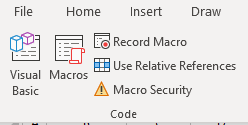 File Home Insert Draw
Visual Basic
Macros
Record Macro
Use Relative References
Macro Security
Code